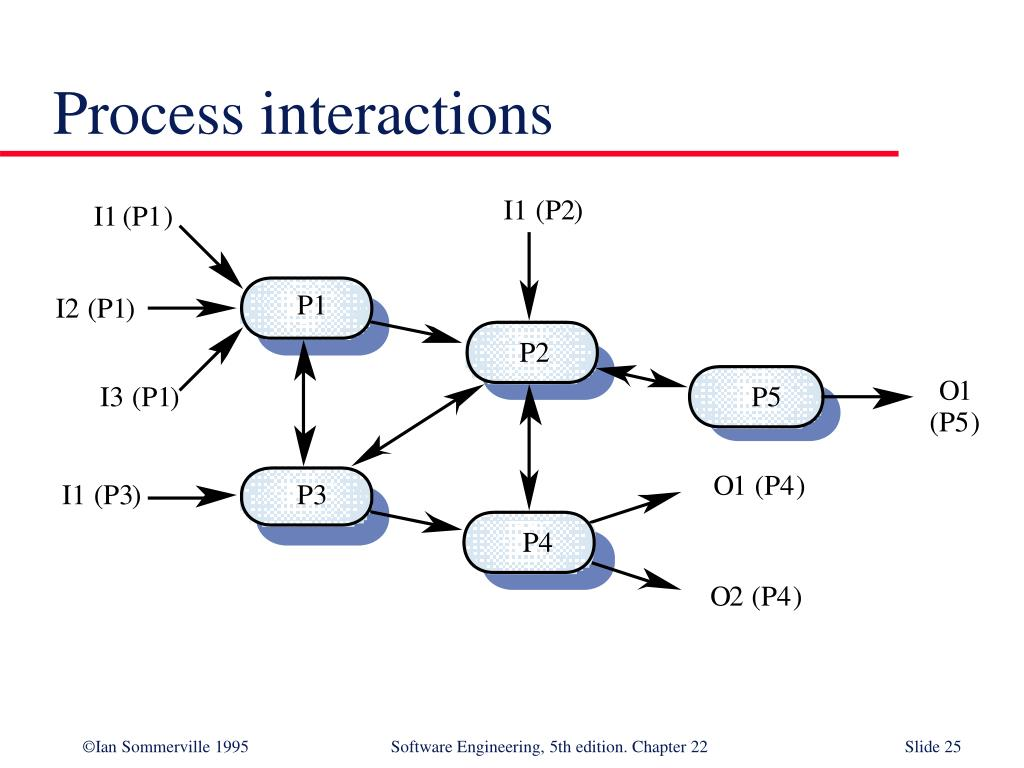 Process interactions
I1 (P1)
I1 (P2)
I2 (P1)
P1
P2
I3 (P1)
P5
O1
(P5)
I1 (P3)
P3
O1 (P4)
P4
O2 (P4)
©Ian Sommerville 1995
Software Engineering, 5th edition. Chapter 22
Slide 25